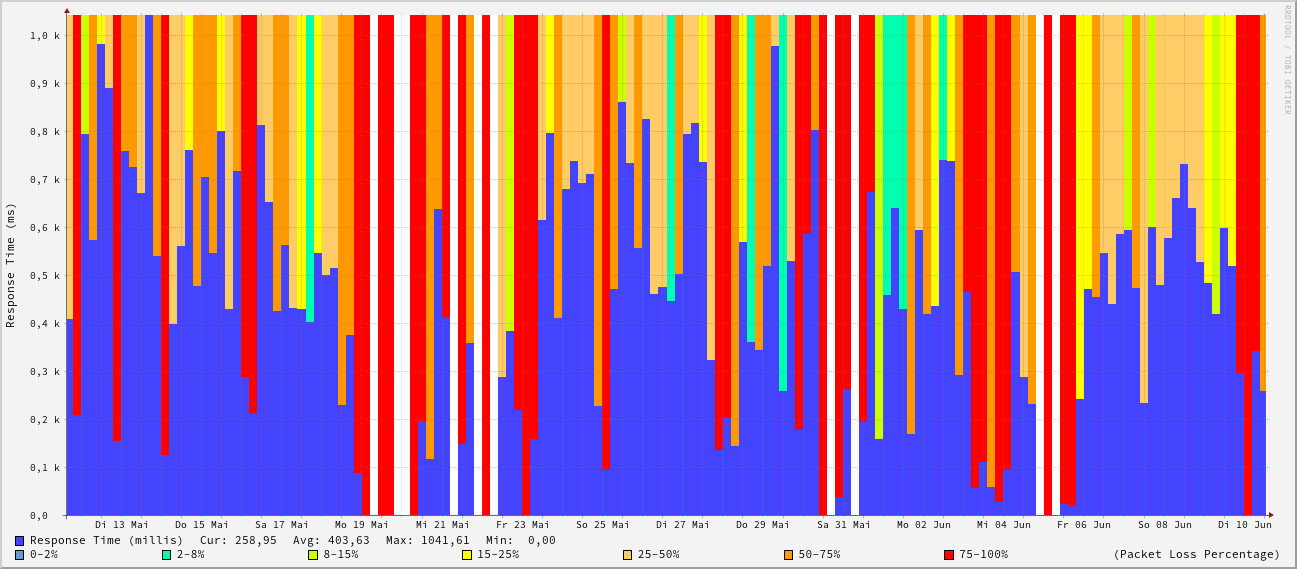 RRDTOOL / TOBI OETIKER
Response Time (ms)
1,0 k
0,9 k
0,8 k
0,7 k
0,6 k
0,5 k
0,4 k
0,3 k
0,2 k
0,1 k
0,0
Di 13 Mai Do 15 Mai Sa 17 Mai Mo 19 Mai Mi 21 Mai Fr 23 Mai So 25 Mai Di 27 Mai Do 29 Mai Sa 31 Mai Mo 02 Jun Mi 04 Jun Fr 06 Jun So 08 Jun Di 10 Jun
Response Time (millis) Cur: 258,95 Avg: 403,63 Max: 1041,61 Min: 0,00
0-2% 2-8% 8-15% 15-25% 25-50% 50-75% 75-100% (Packet Loss Percentage)